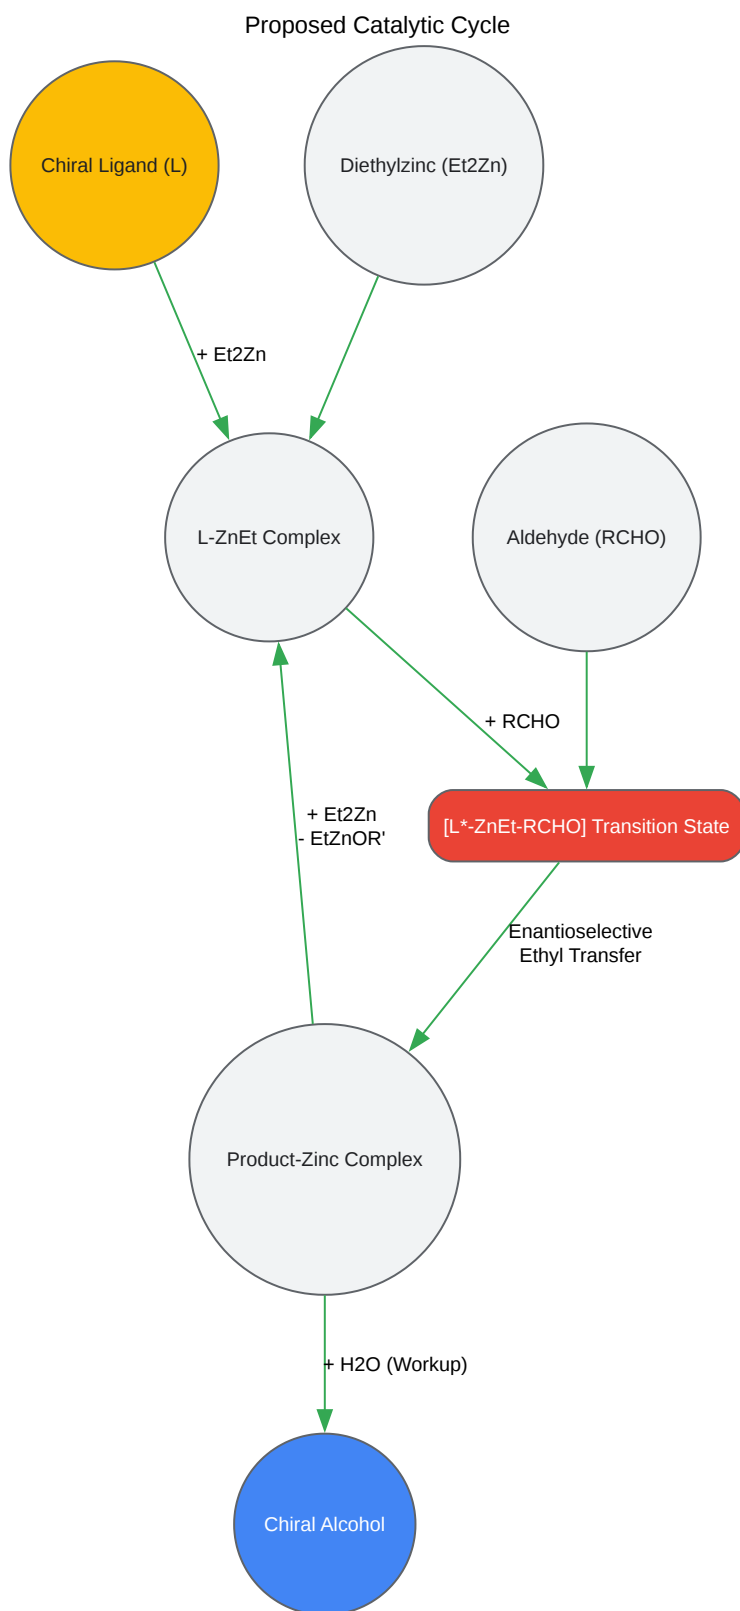 Proposed Catalytic Cycle
Chiral Ligand (L)
Diethylzinc (Et2Zn)
+ Et2Zn
L-ZnEt Complex
Aldehyde (RCHO)
+ RCHO
+ Et2Zn
- EtZnOR'
[L*-ZnEt-RCHO] Transition State
Enantioselective
Ethyl Transfer
Product-Zinc Complex
+ H2O (Workup)
Chiral Alcohol